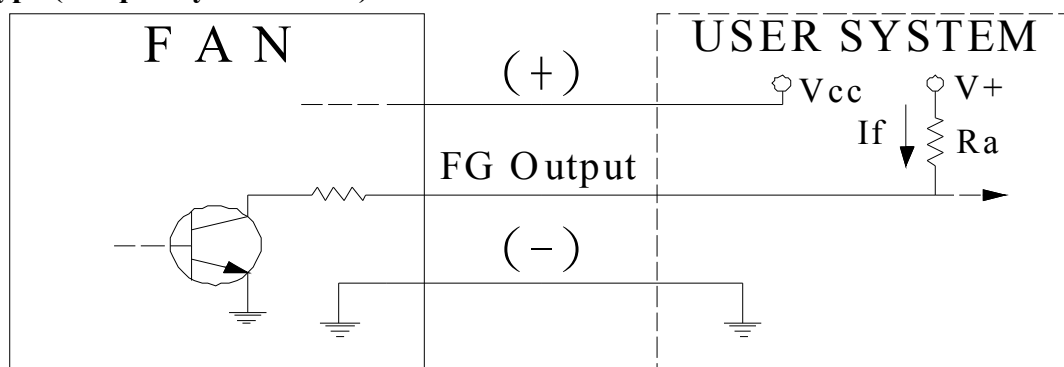 F A N
USER SYSTEM
(+)
Vcc
V+
If
Ra
FG Output
(-)